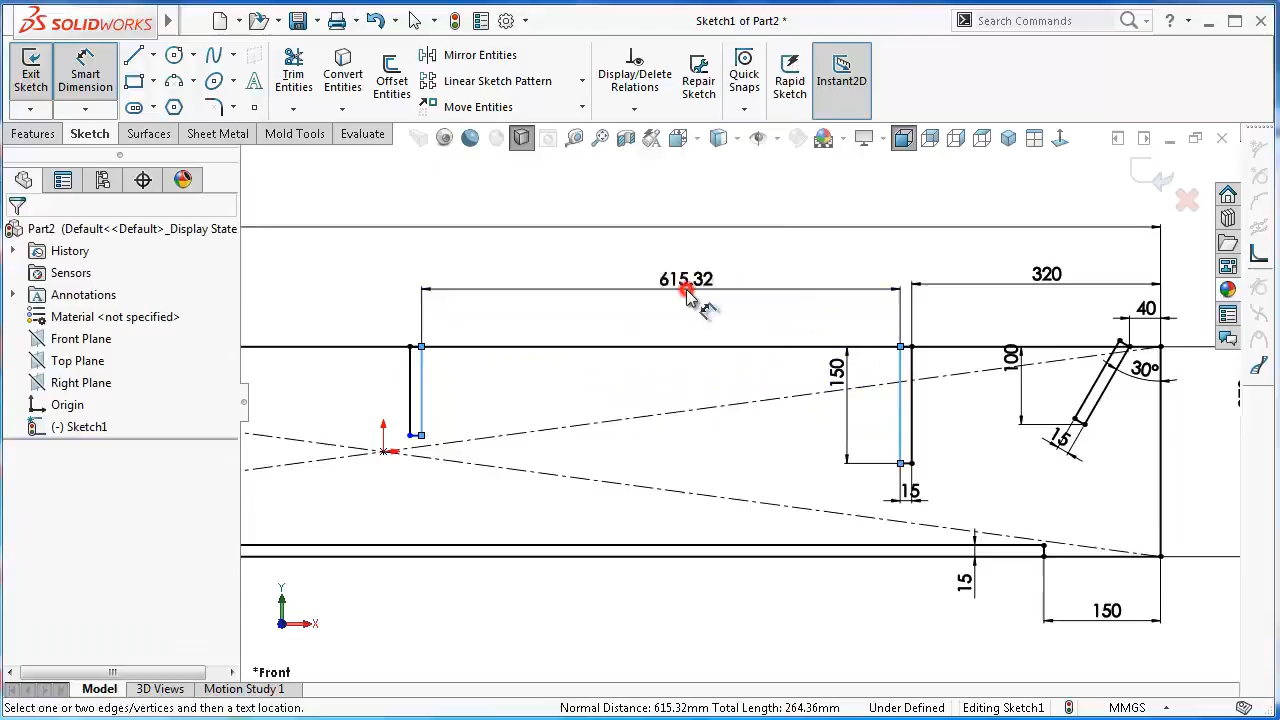 SOLIDWORKS
Sketch1 of Part2 *
Search Commands
?
Exit Sketch
Smart Dimension
Trim Entities
Convert Entities
Offset Entities
Mirror Entities
Linear Sketch Pattern
Move Entities
Display/Delete Relations
Repair Sketch
Quick Snaps
Rapid Sketch
Instant2D
Features
Sketch
Surfaces
Sheet Metal
Mold Tools
Evaluate
Part2 (Default<<Default>_Display State
History
Sensors
Annotations
Material <not specified>
Front Plane
Top Plane
Right Plane
Origin
(-) Sketch1
615.32
320
40
150
100
30°
15
15
15
150
Y
X
*Front
Model
3D Views
Motion Study 1
Select one or two edges/vertices and then a text location.
Normal Distance: 615.32mm Total Length: 264.36mm
Under Defined
Editing Sketch1
MMGS